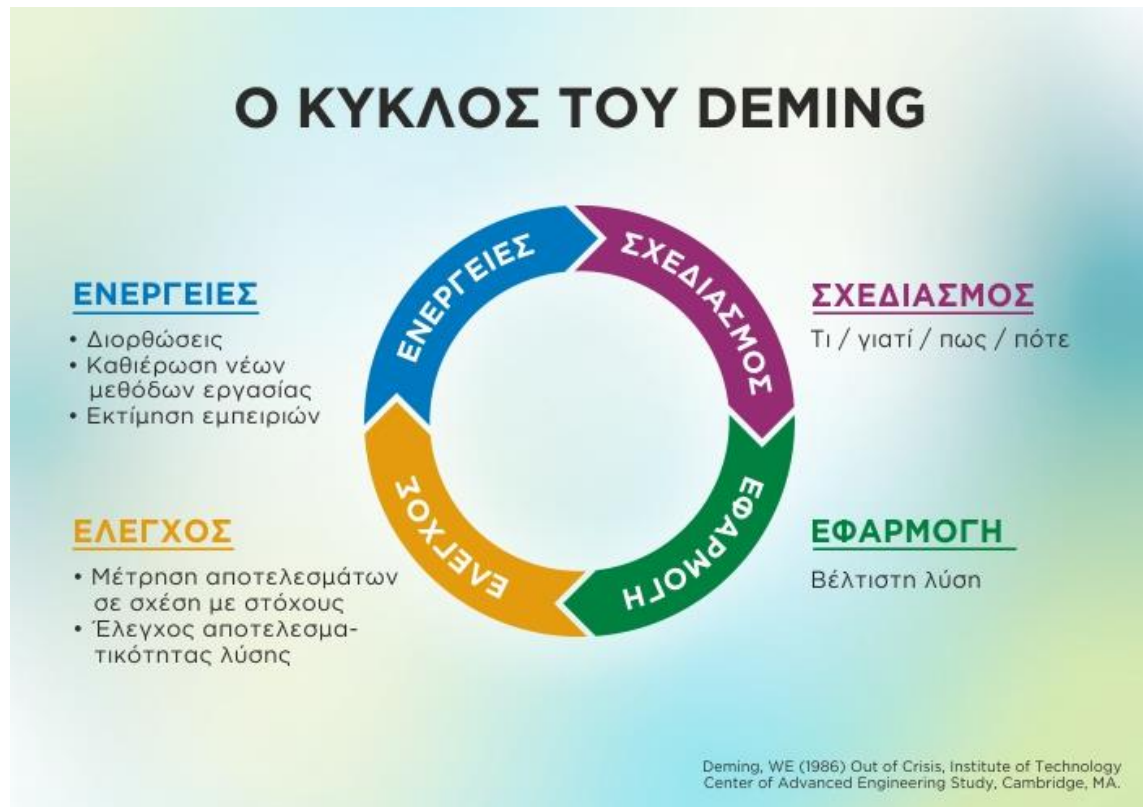 Ο ΚΥΚΛΟΣ ΤΟΥ DEMING
ΕΝΕΡΓΕΙΕΣ
ΣΧΕΔΙΑΣΜΟΣ
ΕΦΑΡΜΟΓΗ
ΕΛΕΓΧΟΣ
ΕΝΕΡΓΕΙΕΣ
• Διορθώσεις
• Καθιέρωση νέων
μεθόδων εργασίας
• Εκτίμηση εμπειριών
ΣΧΕΔΙΑΣΜΟΣ
Τι / γιατί / πως / πότε
ΕΛΕΓΧΟΣ
• Μέτρηση αποτελεσμάτων
σε σχέση με στόχους
• Έλεγχος αποτελεσμα-
τικότητας λύσης
ΕΦΑΡΜΟΓΗ
Βέλτιστη λύση
Deming, WE (1986) Out of Crisis, Institute of Technology
Center of Advanced Engineering Study, Cambridge, MA.